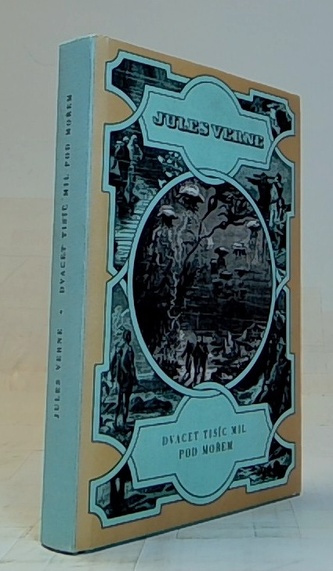 JULES VERNE
DVACET TISÍC MIL
POD MOŘEM
JULES VERNE • DVACET TISÍC MIL POD MOŘEM